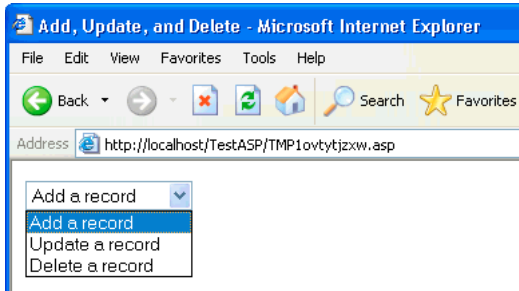 Add, Update, and Delete - Microsoft Internet Explorer
File Edit View Favorites Tools Help
Back Search Favorites
Address http://localhost/TestASP/TMP1ovtytjzxw.asp
Add a record
Add a record
Update a record
Delete a record